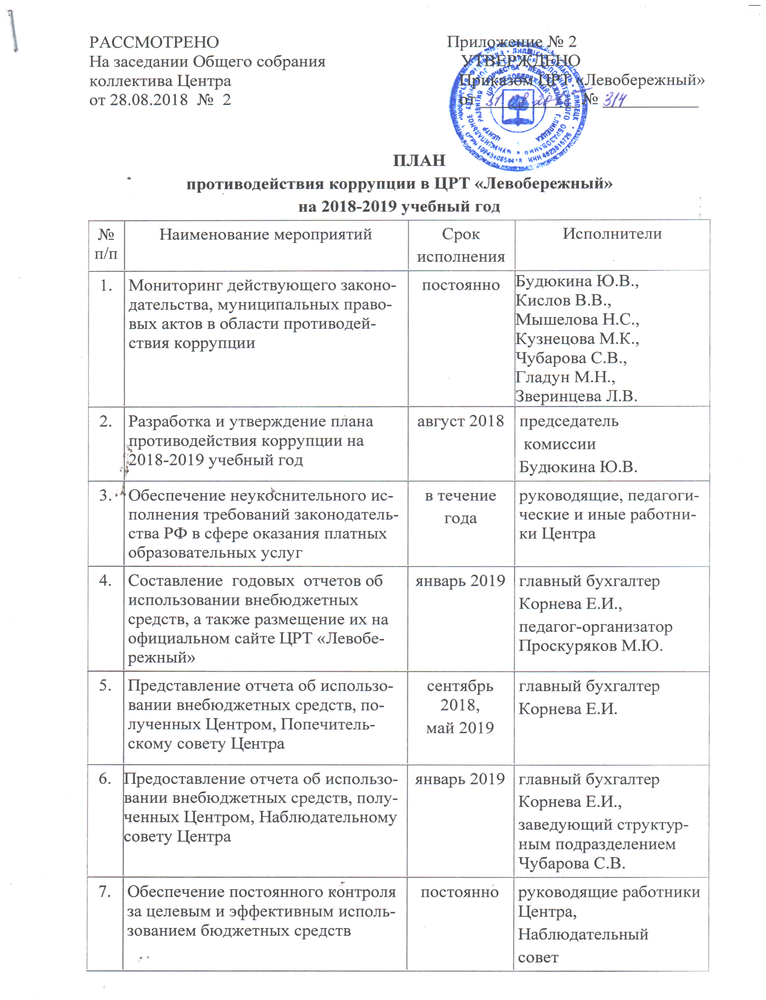 РАССМОТРЕНО
На заседании Общего собрания
коллектива Центра
от 28.08.2018 № 2
Приложение № 2
УТВЕРЖДЕНО
Приказом ЦРТ «Левобережный»
от 31 08 № 314
ПЛАН
противодействия коррупции в ЦРТ «Левобережный»
на 2018-2019 учебный год
№
п/п
Наименование мероприятий
Срок
исполнения
Исполнители
1.
Мониторинг действующего законо-
дательства, муниципальных право-
вых актов в области противодей-
ствия коррупции
постоянно
Будюкина Ю.В.,
Кислов В.В.,
Мышелова Н.С.,
Кузнецова М.К.,
Чубарова С.В.,
Гладун М.Н.,
Зверинцева Л.В.
2.
Разработка и утверждение плана
противодействия коррупции на
2018-2019 учебный год
август 2018
председатель
комиссии
Будюкина Ю.В.
3.
Обеспечение неукоснительного ис-
полнения требований законодатель-
ства РФ в сфере оказания платных
образовательных услуг
в течение
года
руководящие, педагоги-
ческие и иные работни-
ки Центра
4.
Составление годовых отчетов об
использовании внебюджетных
средств, а также размещение их на
официальном сайте ЦРТ «Левобе-
режный»
январь 2019
главный бухгалтер
Корнева Е.И.,
педагог-организатор
Проскуряков М.Ю.
5.
Представление отчета об использо-
вании внебюджетных средств, по-
лученных Центром, Попечитель-
скому совету Центра
сентябрь
2018,
май 2019
главный бухгалтер
Корнева Е.И.
6.
Предоставление отчета об использо-
вании внебюджетных средств, полу-
ченных Центром, Наблюдательному
совету Центра
январь 2019
главный бухгалтер
Корнева Е.И.,
заведующий структур-
ным подразделением
Чубарова С.В.
7.
Обеспечение постоянного контроля
за целевым и эффективным исполь-
зованием бюджетных средств
постоянно
руководящие работники
Центра,
Наблюдательный
совет